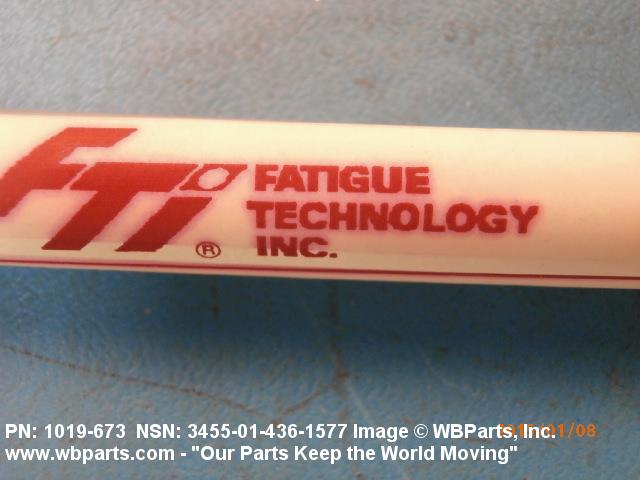 FTI
®
FATIGUE
TECHNOLOGY
INC.
PN: 1019-673 NSN: 3455-01-436-1577 Image © WBParts, Inc.
www.wbparts.com - "Our Parts Keep the World Moving"